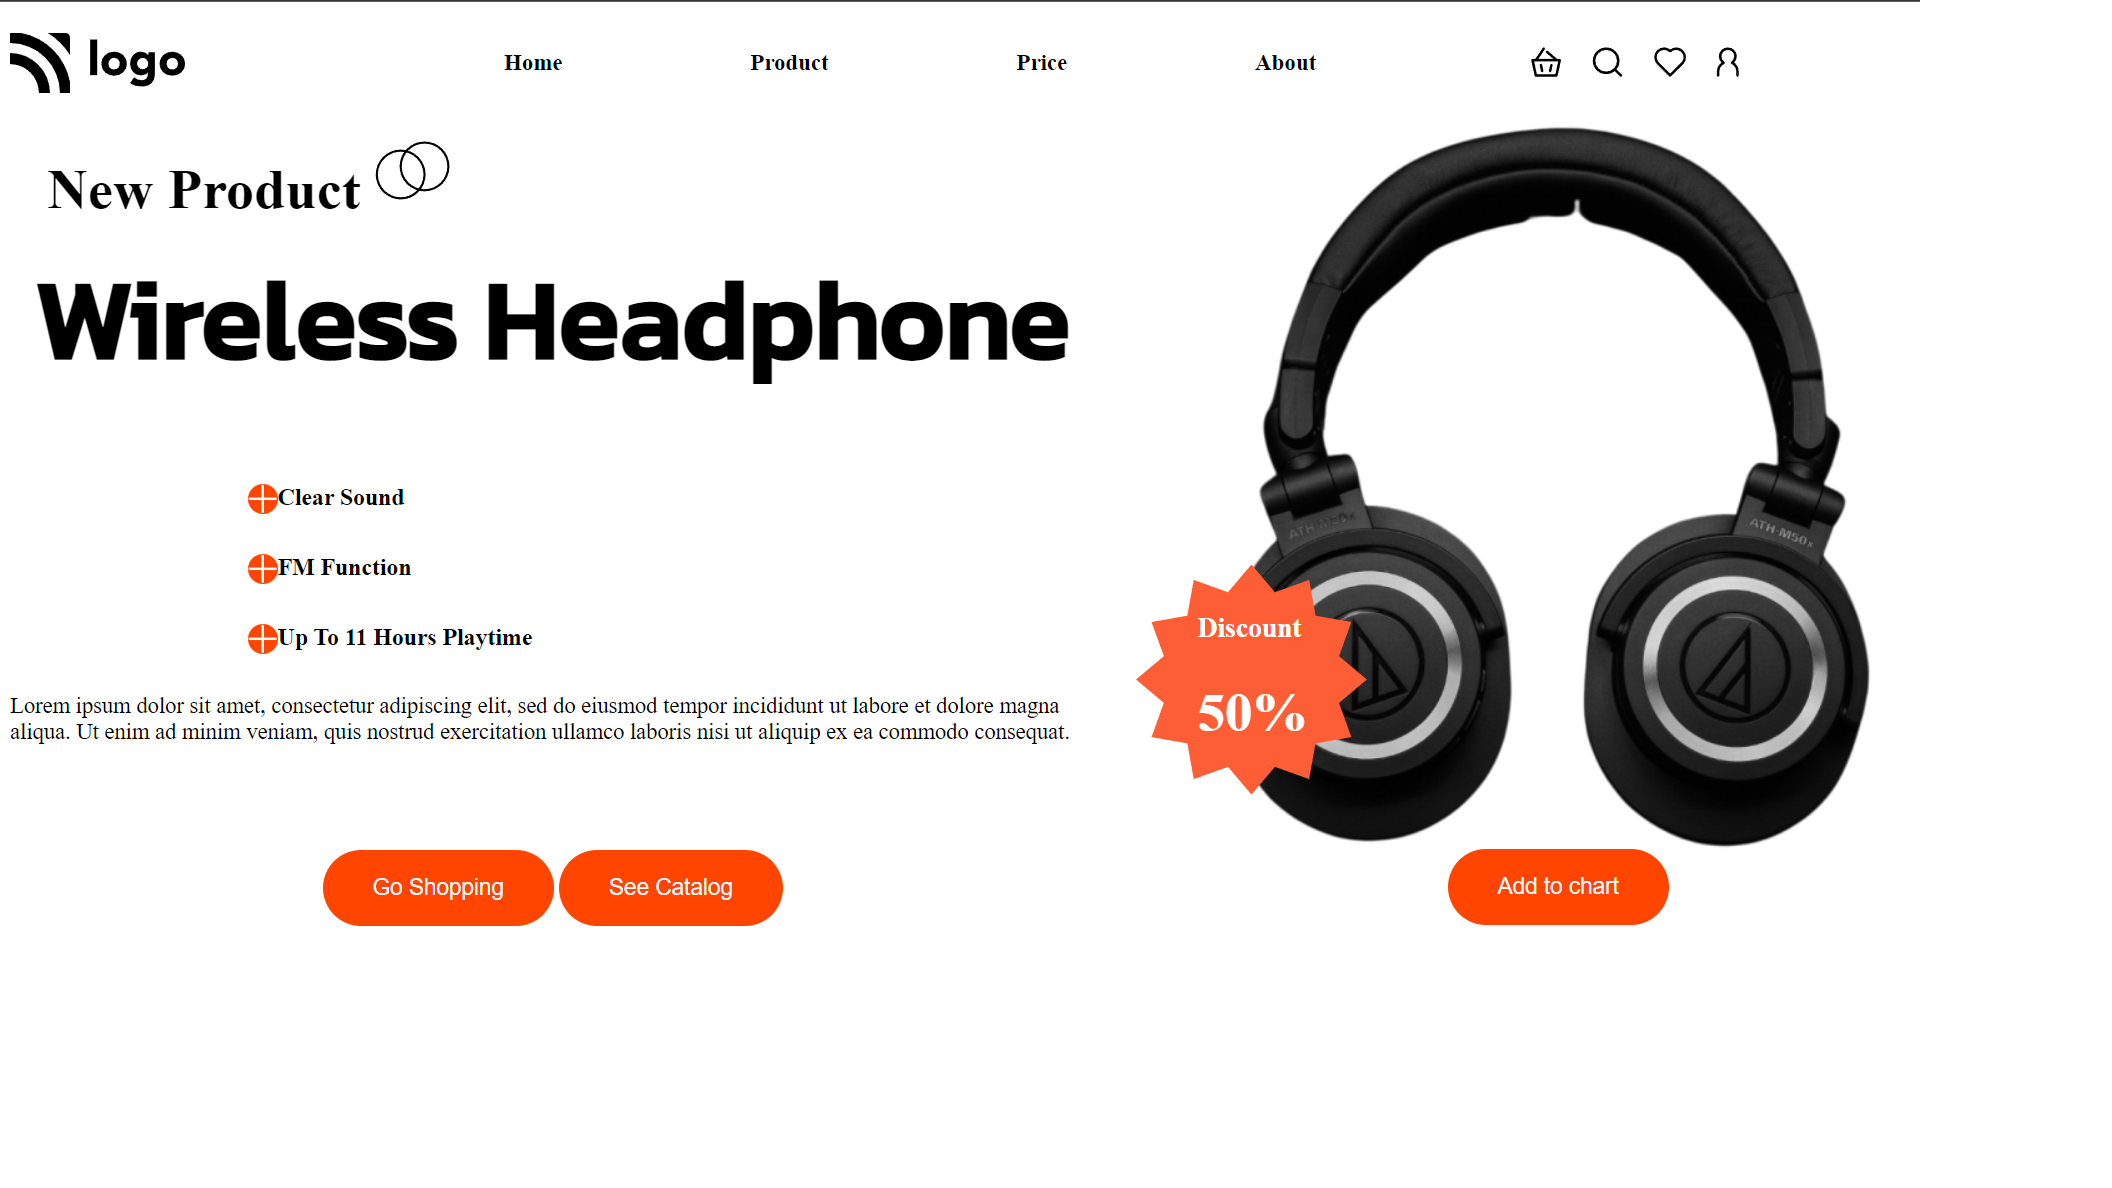 logo
Home Product Price About
New Product
Wireless Headphone
Clear Sound
FM Function
Up To 11 Hours Playtime
Lorem ipsum dolor sit amet, consectetur adipiscing elit, sed do eiusmod tempor incididunt ut labore et dolore magna
aliqua. Ut enim ad minim veniam, quis nostrud exercitation ullamco laboris nisi ut aliquip ex ea commodo consequat.
Go Shopping
See Catalog
ATH-M50x
ATH-M50x
Discount
50%
Add to chart